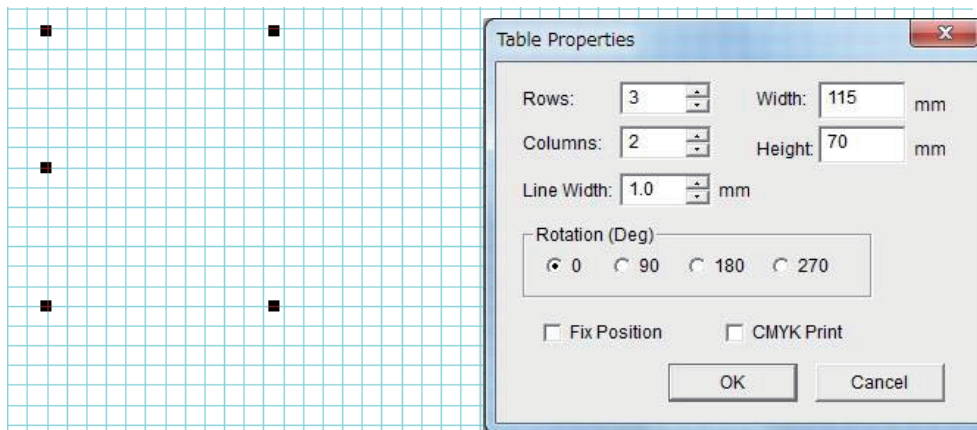 Table Properties
Rows: 3 Width: 115 mm
Columns: 2 Height: 70 mm
Line Width: 1.0 mm
Rotation (Deg)
0 90 180 270
Fix Position CMYK Print
OK Cancel